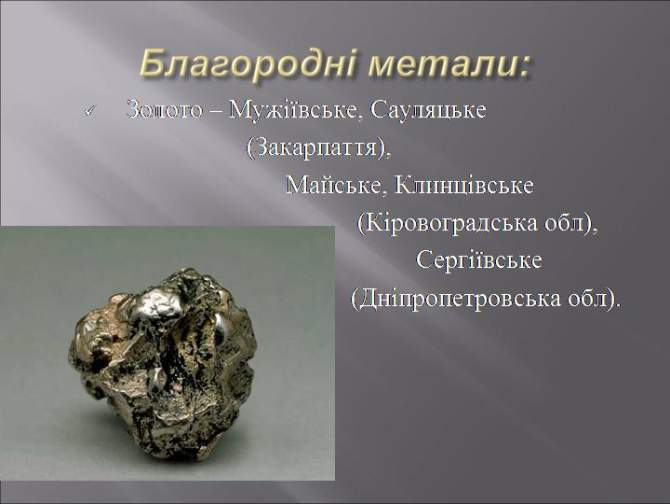 Благородні метали:
Золото – Мужіївське, Сауляцьке
(Закарпаття),
Майське, Клинцівське
(Кіровоградська обл),
Сергіївське
(Дніпропетровська обл).